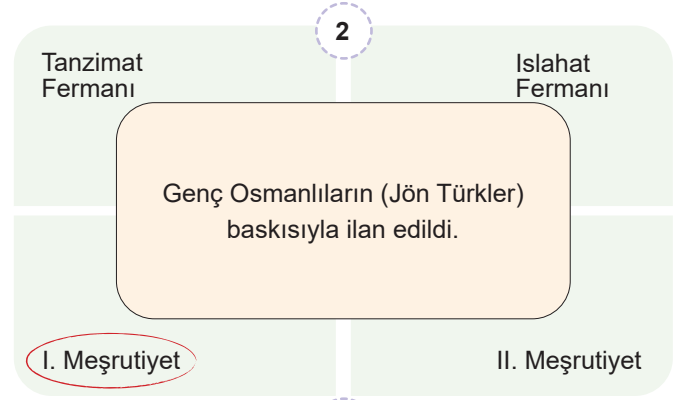 2
Tanzimat
Fermanı
Islahat
Fermanı
Genç Osmanlıların (Jön Türkler)
baskısıyla ilan edildi.
I. Meşrutiyet
II. Meşrutiyet